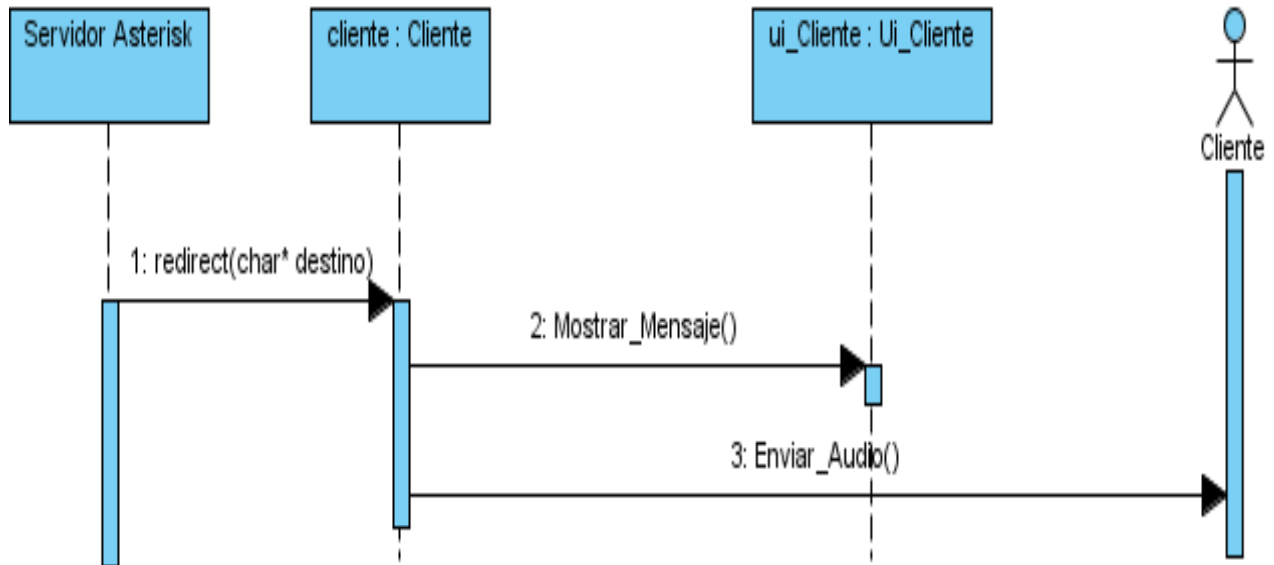 Servidor Asterisk
cliente : Cliente
ui_Cliente : Ui_Cliente
Cliente
1: redirect(char* destino)
2: Mostrar_Mensaje()
3: Enviar_Audio()